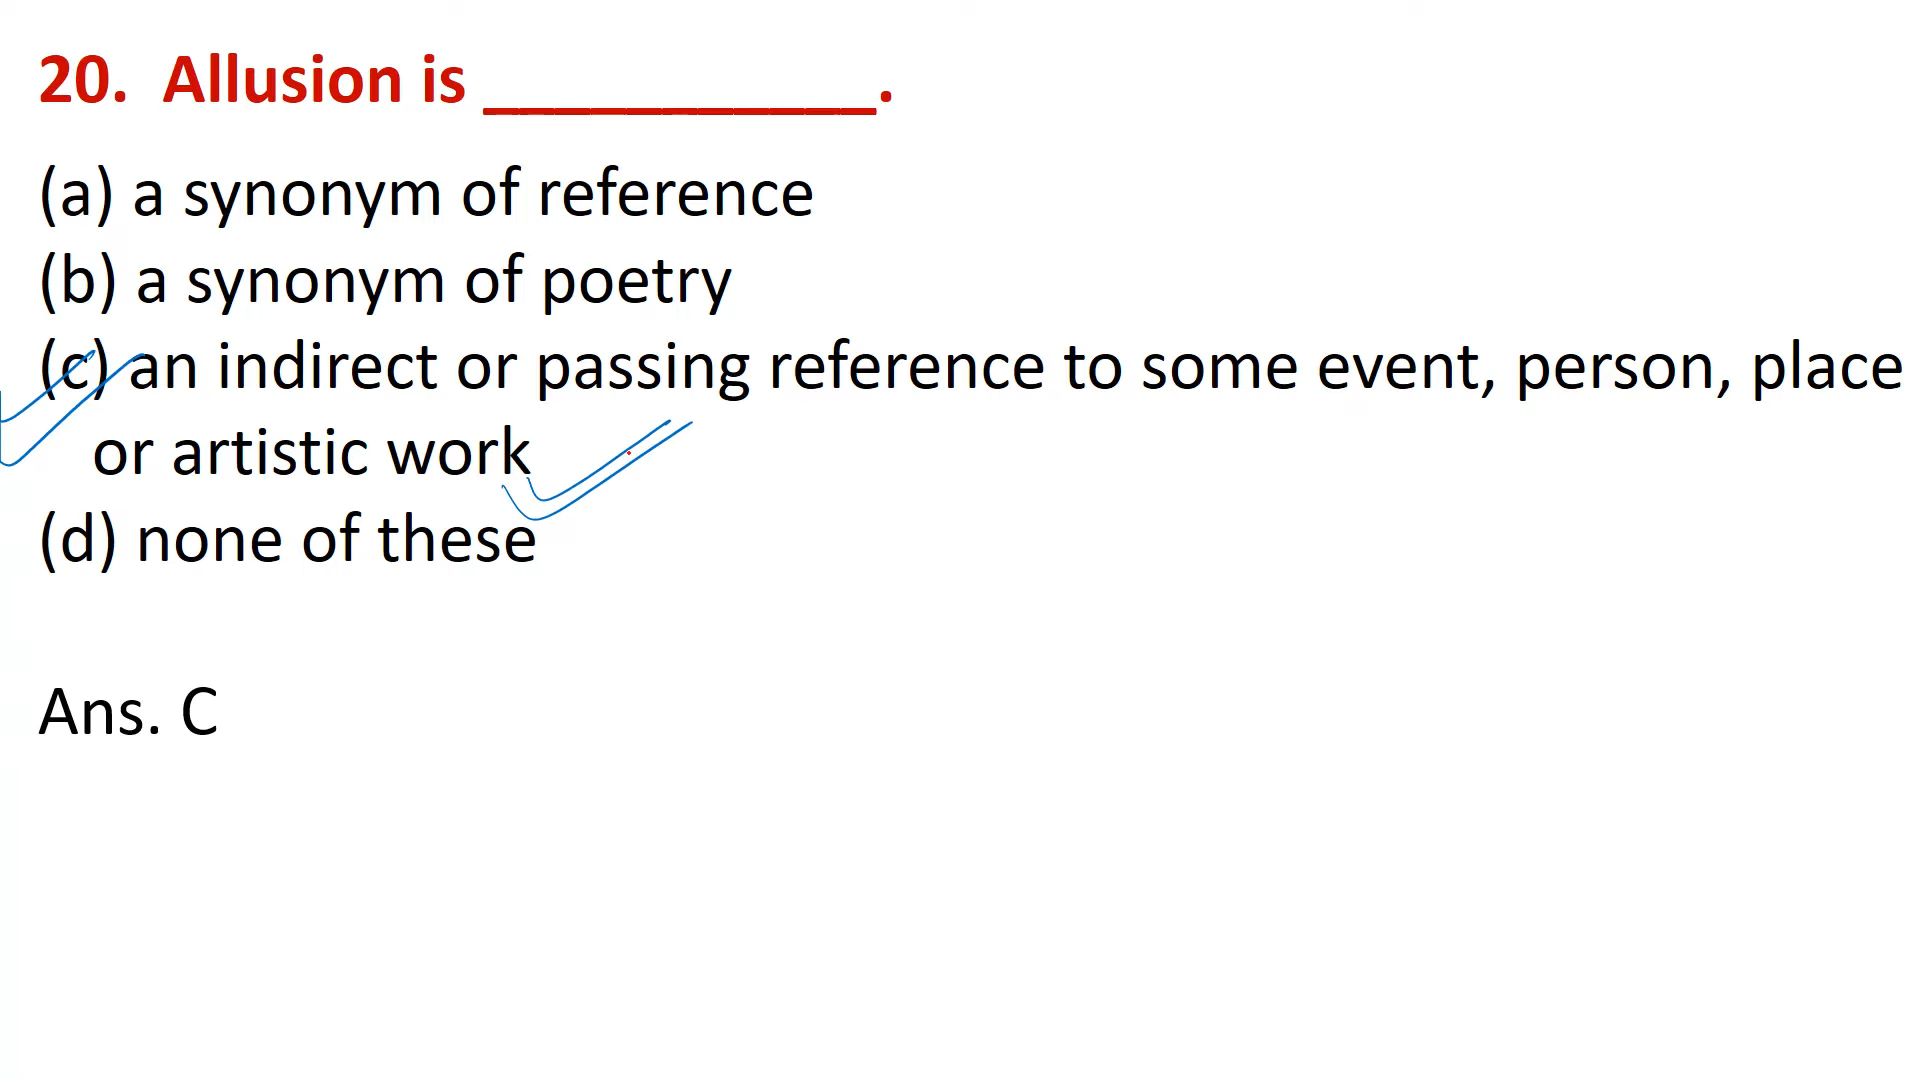 20. Allusion is ___________.
(a) a synonym of reference
(b) a synonym of poetry
(c) an indirect or passing reference to some event, person, place
or artistic work
(d) none of these
Ans. C